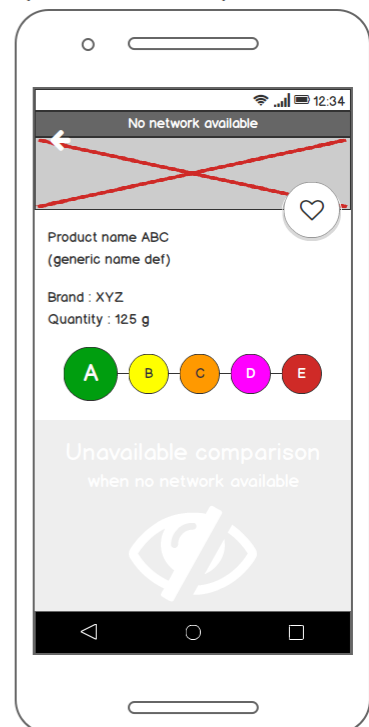 12:34
No network available
Product name ABC
(generic name def)
Brand : XYZ
Quantity : 125 g
A B C D E
Unavailable comparison
when no network available